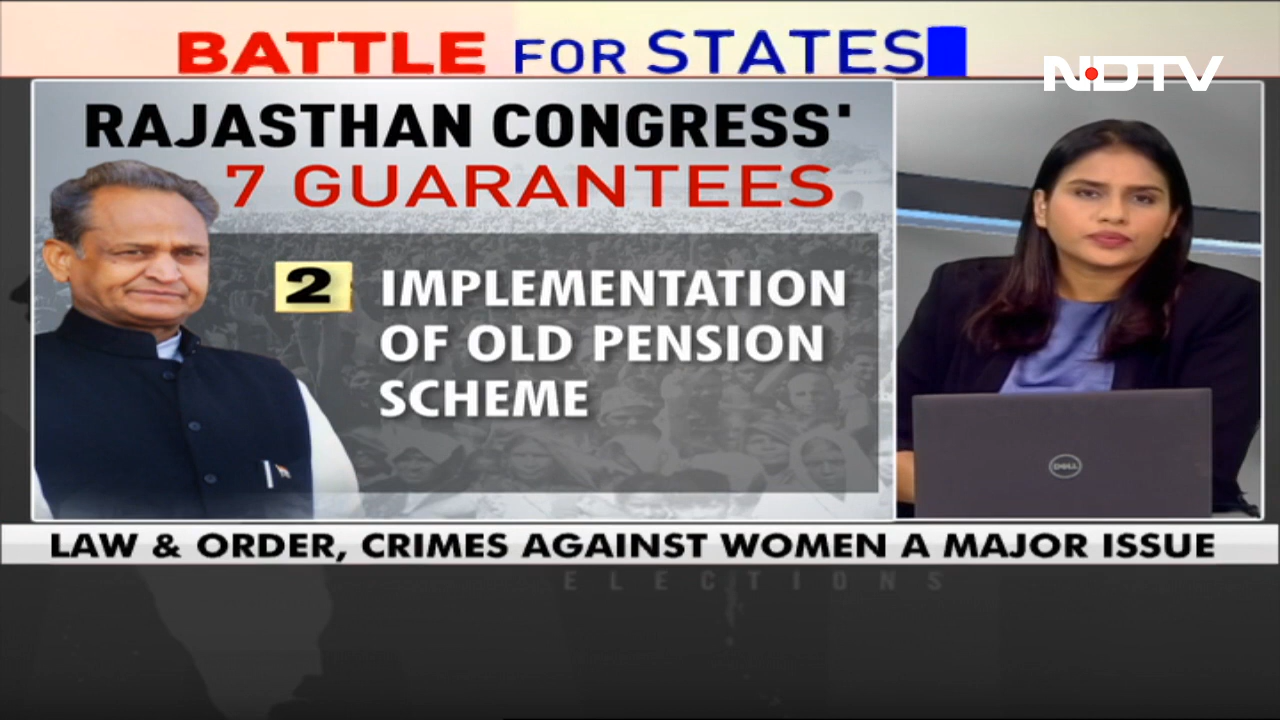 BATTLE FOR STATES
NDTV
RAJASTHAN CONGRESS'
7 GUARANTEES
2 IMPLEMENTATION
OF OLD PENSION
SCHEME
DELL
LAW & ORDER, CRIMES AGAINST WOMEN A MAJOR ISSUE
ELECTIONS